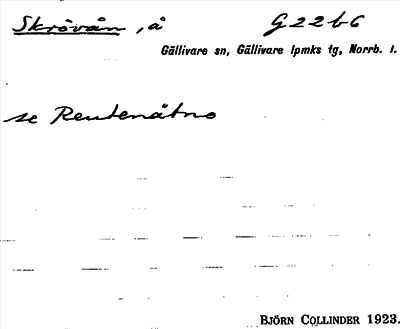 Skrövån, å G22b6
Gällivare sn, Gällivare lpmks tg, Norrb. l.
se Reutenätno
BJÖRN COLLINDER 1923.